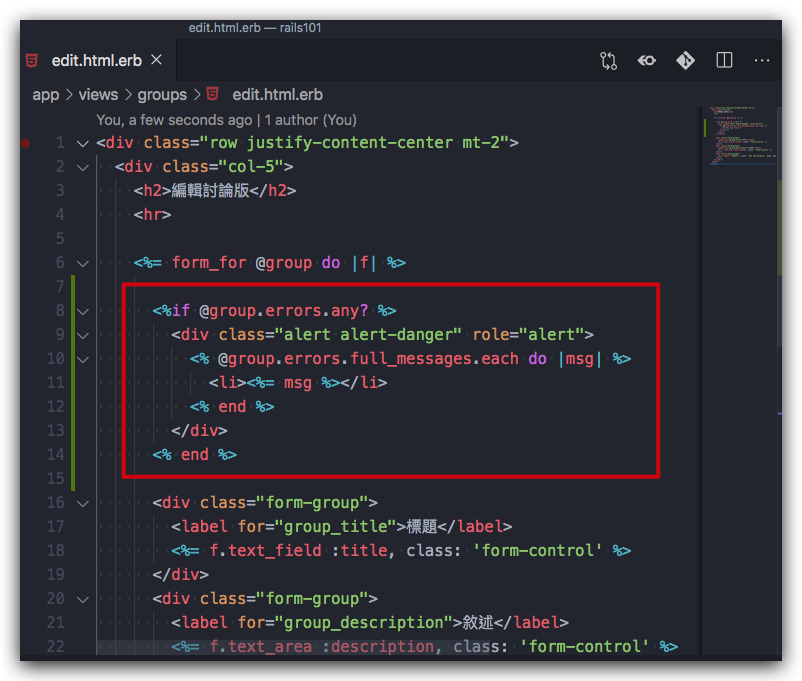 edit.html.erb — rails101
edit.html.erb ×
app > views > groups > edit.html.erb
You, a few seconds ago | 1 author (You)
1 <div class="row justify-content-center mt-2">
2 <div class="col-5">
3 <h2>編輯討論版</h2>
4 <hr>
5
6 <%= form_for @group do |f| %>
7
8 <%if @group.errors.any? %>
9 <div class="alert alert-danger" role="alert">
10 <% @group.errors.full_messages.each do |msg| %>
11 <li><%= msg %></li>
12 <% end %>
13 </div>
14 <% end %>
15
16 <div class="form-group">
17 <label for="group_title">標題</label>
18 <%= f.text_field :title, class: 'form-control' %>
19 </div>
20 <div class="form-group">
21 <label for="group_description">敘述</label>
22 <%= f.text_area :description, class: 'form-control' %>